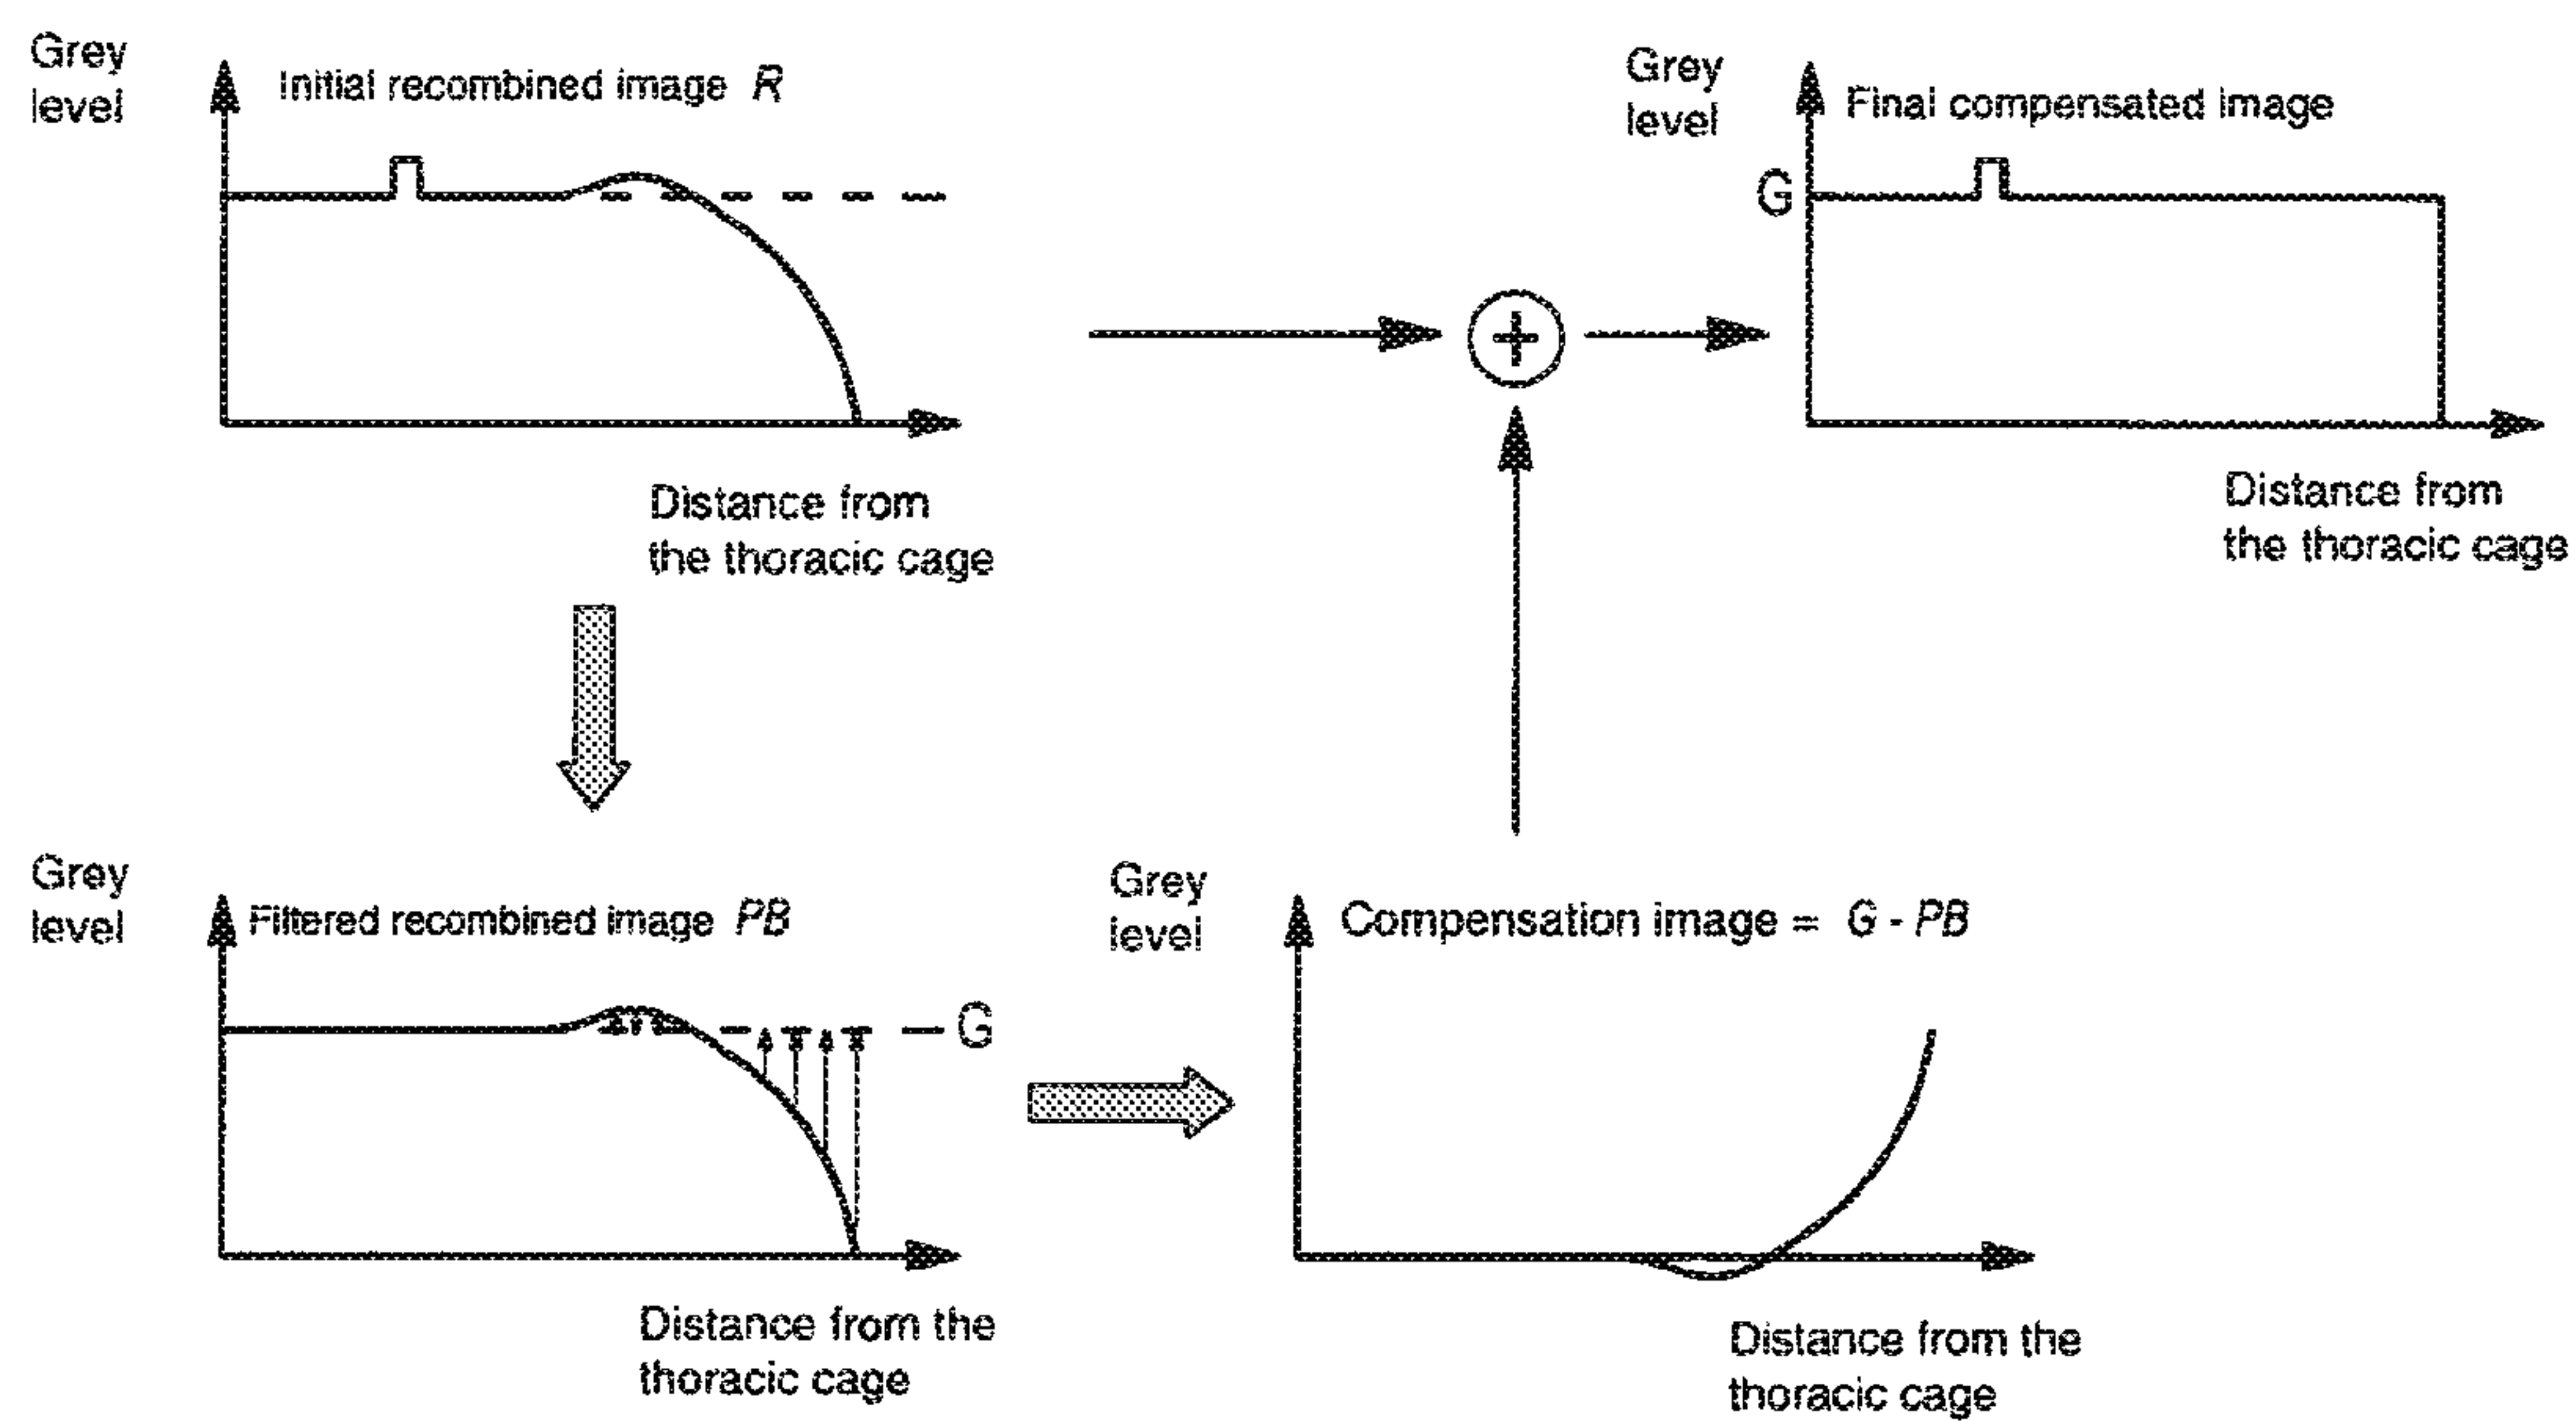 Grey
level
Initial recombined image R
Distance from
the thoracic cage
Grey
level
Final compensated image
G
Distance from
the thoracic cage
+
Grey
level
Filtered recombined image PB
G
Distance from the
thoracic cage
Grey
level
Compensation image = G - PB
Distance from the
thoracic cage